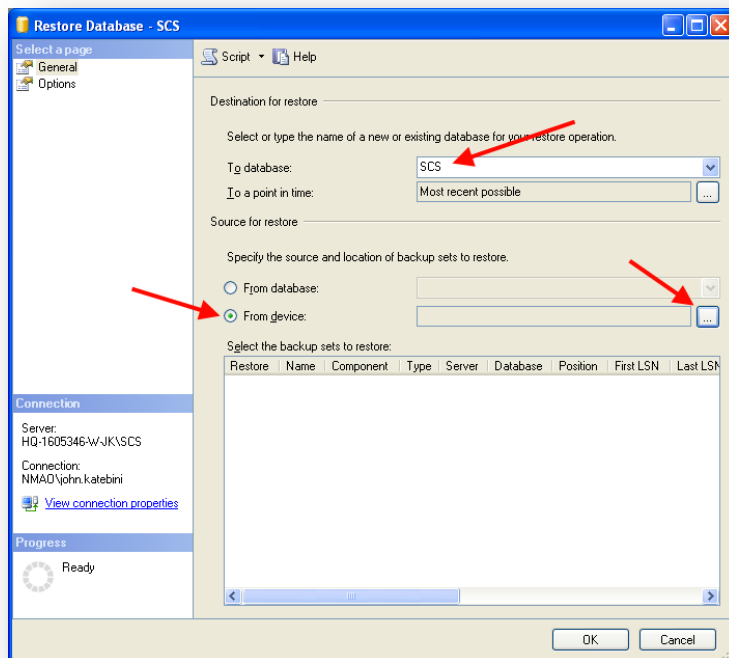 Restore Database - SCS
Select a page
General
Options
Script
Help
Destination for restore
Select or type the name of a new or existing database for your restore operation.
To database:
SCS
To a point in time:
Most recent possible
...
Source for restore
Specify the source and location of backup sets to restore.
From database:
From device:
...
Select the backup sets to restore:
Restore Name Component Type Server Database Position First LSN Last LSN
Connection
Server:
HQ-1605346-W-JK\SCS
Connection:
NMAO\john.katebini
View connection properties
Progress
Ready
OK
Cancel